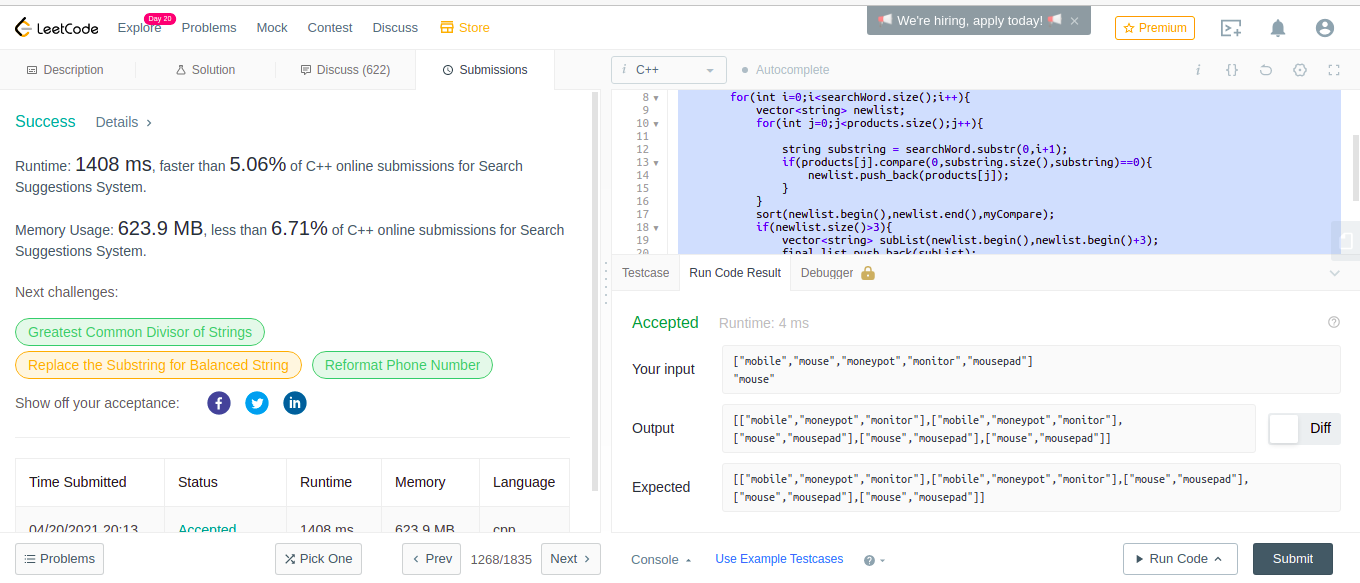 LeetCode
Day 20
Explore Problems Mock Contest Discuss Store
We're hiring, apply today! ×
Premium
Description Solution Discuss (622) Submissions
i C++ Autocomplete i {}
Success Details >
Runtime: 1408 ms, faster than 5.06% of C++ online submissions for Search
Suggestions System.
Memory Usage: 623.9 MB, less than 6.71% of C++ online submissions for Search
Suggestions System.
Next challenges:
Greatest Common Divisor of Strings
Replace the Substring for Balanced String Reformat Phone Number
Show off your acceptance:
Time Submitted Status Runtime Memory Language
04/20/2021 20:13 Accepted 1408 ms 623.9 MB cpp
Problems Pick One < Prev 1268/1835 Next >
8 for(int i=0;i<searchWord.size();i++){
9 vector<string> newlist;
10 for(int j=0;j<products.size();j++){
11
12 string substring = searchWord.substr(0,i+1);
13 if(products[j].compare(0,substring.size(),substring)==0){
14 newlist.push_back(products[j]);
15 }
16 }
17 sort(newlist.begin(),newlist.end(),myCompare);
18 if(newlist.size()>3){
19 vector<string> subList(newlist.begin(),newlist.begin()+3);
20 final_list.push_back(subList);
Testcase Run Code Result Debugger
Accepted Runtime: 4 ms
Your input
["mobile","mouse","moneypot","monitor","mousepad"]
"mouse"
Output
[["mobile","moneypot","monitor"],["mobile","moneypot","monitor"],
["mouse","mousepad"],["mouse","mousepad"],["mouse","mousepad"]]
Diff
Expected
[["mobile","moneypot","monitor"],["mobile","moneypot","monitor"],["mouse","mousepad"],
["mouse","mousepad"],["mouse","mousepad"]]
Console Use Example Testcases ? Run Code Submit